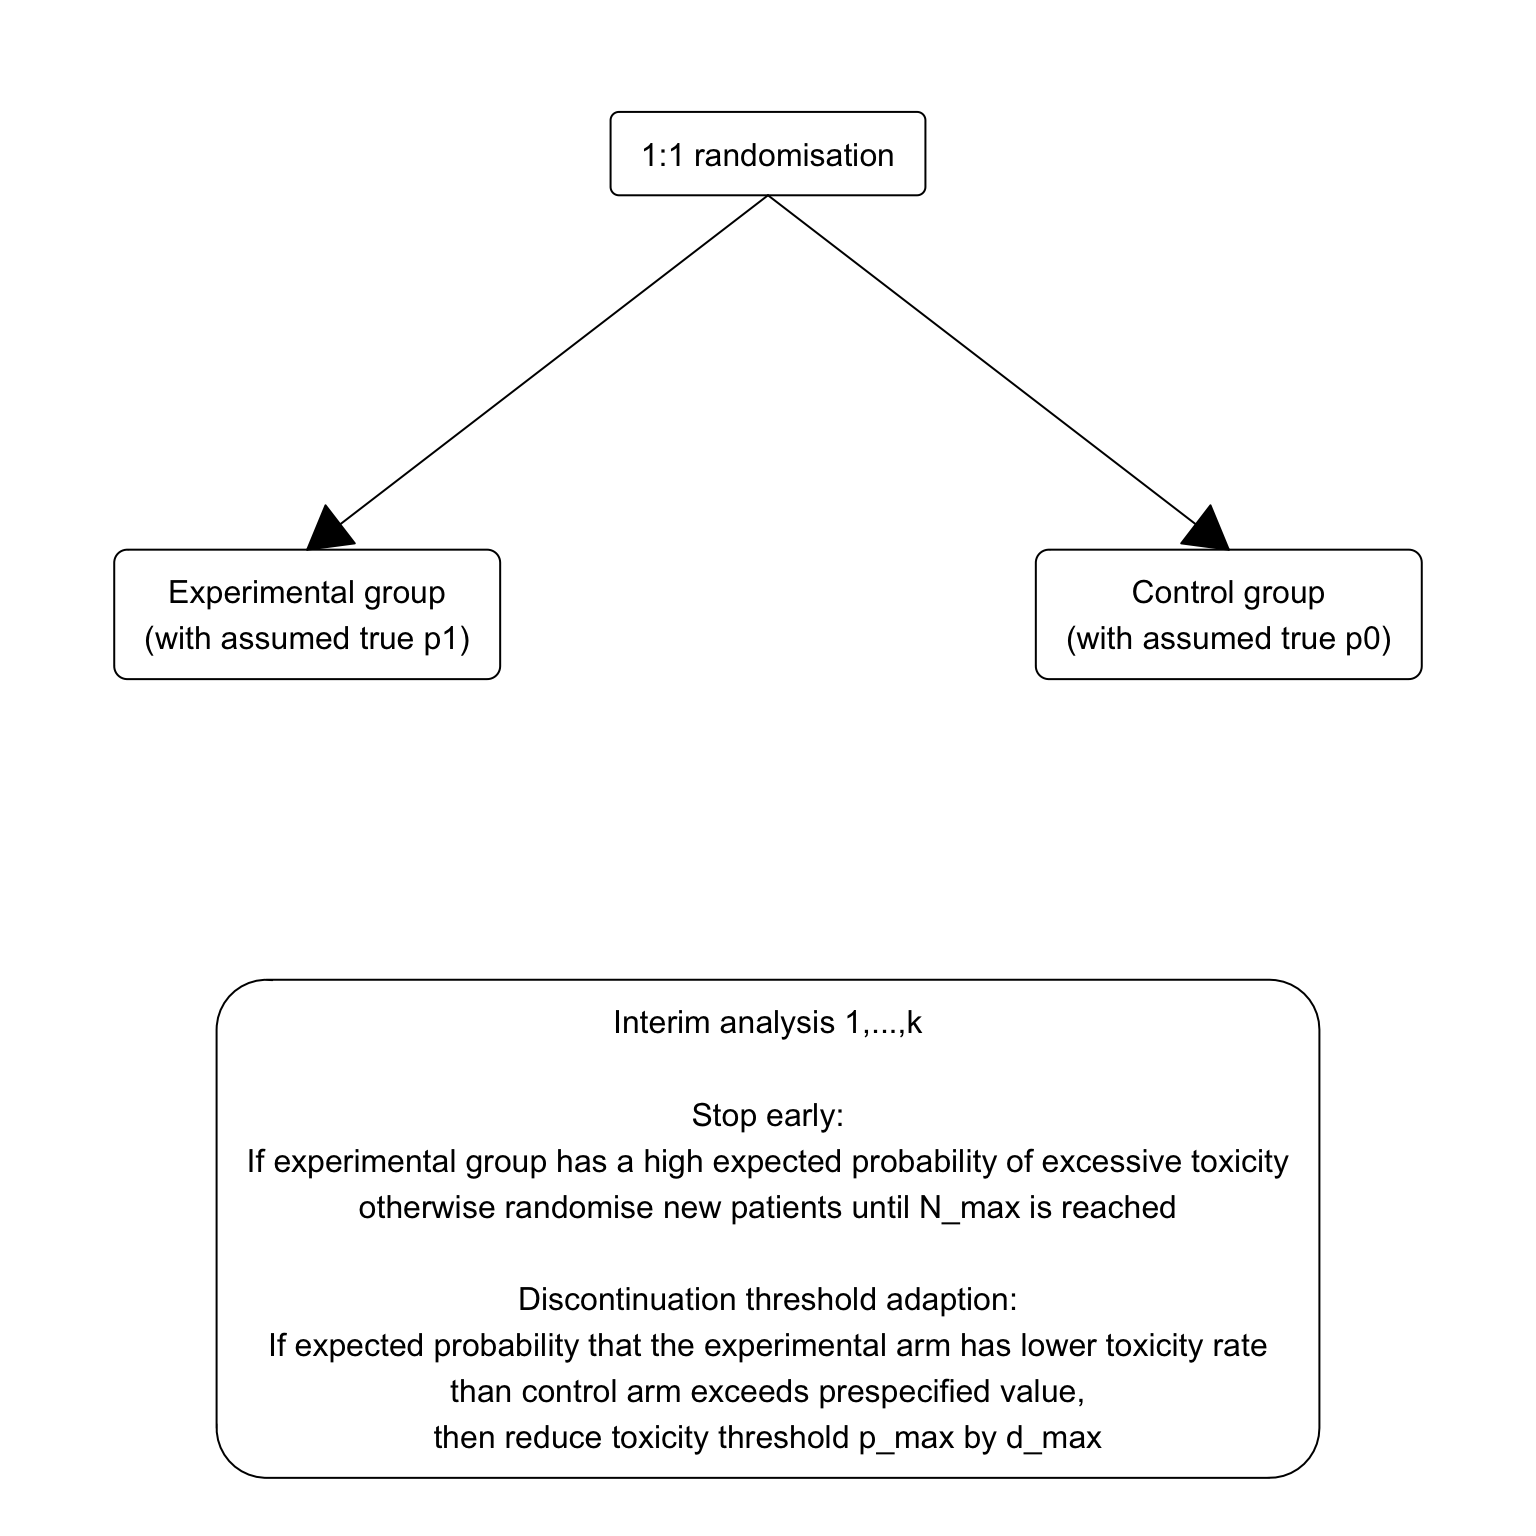 1:1 randomisation
Experimental group
(with assumed true p1)
Control group
(with assumed true p0)
Interim analysis 1,...,k
Stop early:
If experimental group has a high expected probability of excessive toxicity
otherwise randomise new patients until N_max is reached
Discontinuation threshold adaption:
If expected probability that the experimental arm has lower toxicity rate
than control arm exceeds prespecified value,
then reduce toxicity threshold p_max by d_max